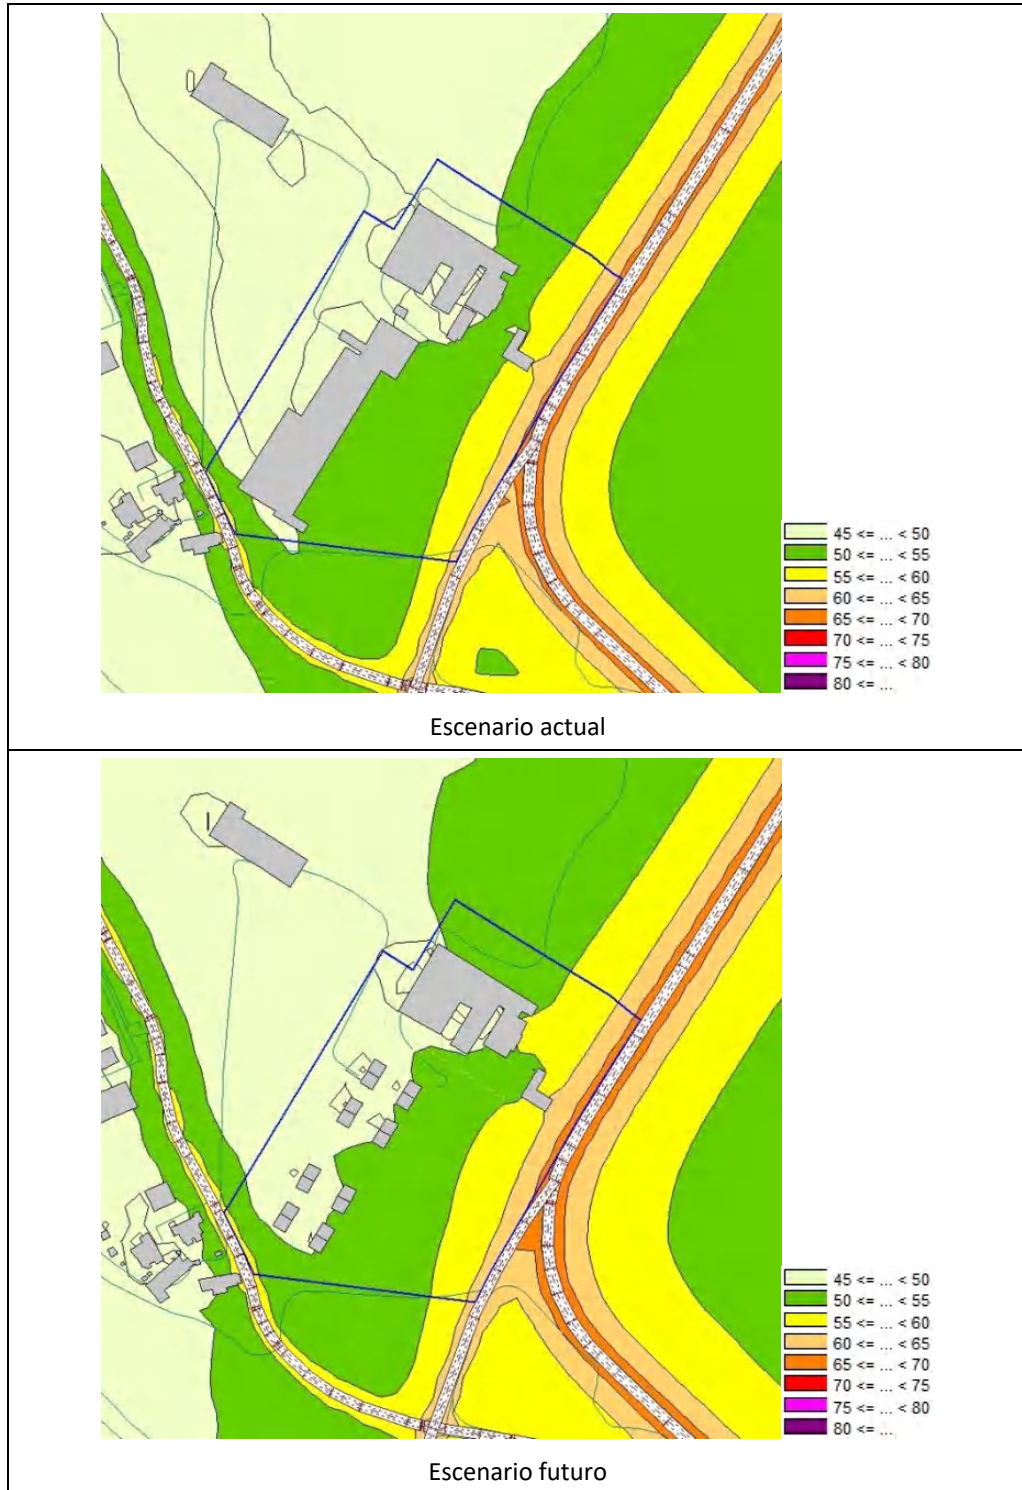 45 <= ... < 50
50 <= ... < 55
55 <= ... < 60
60 <= ... < 65
65 <= ... < 70
70 <= ... < 75
75 <= ... < 80
80 <= ...
Escenario actual
45 <= ... < 50
50 <= ... < 55
55 <= ... < 60
60 <= ... < 65
65 <= ... < 70
70 <= ... < 75
75 <= ... < 80
80 <= ...
Escenario futuro